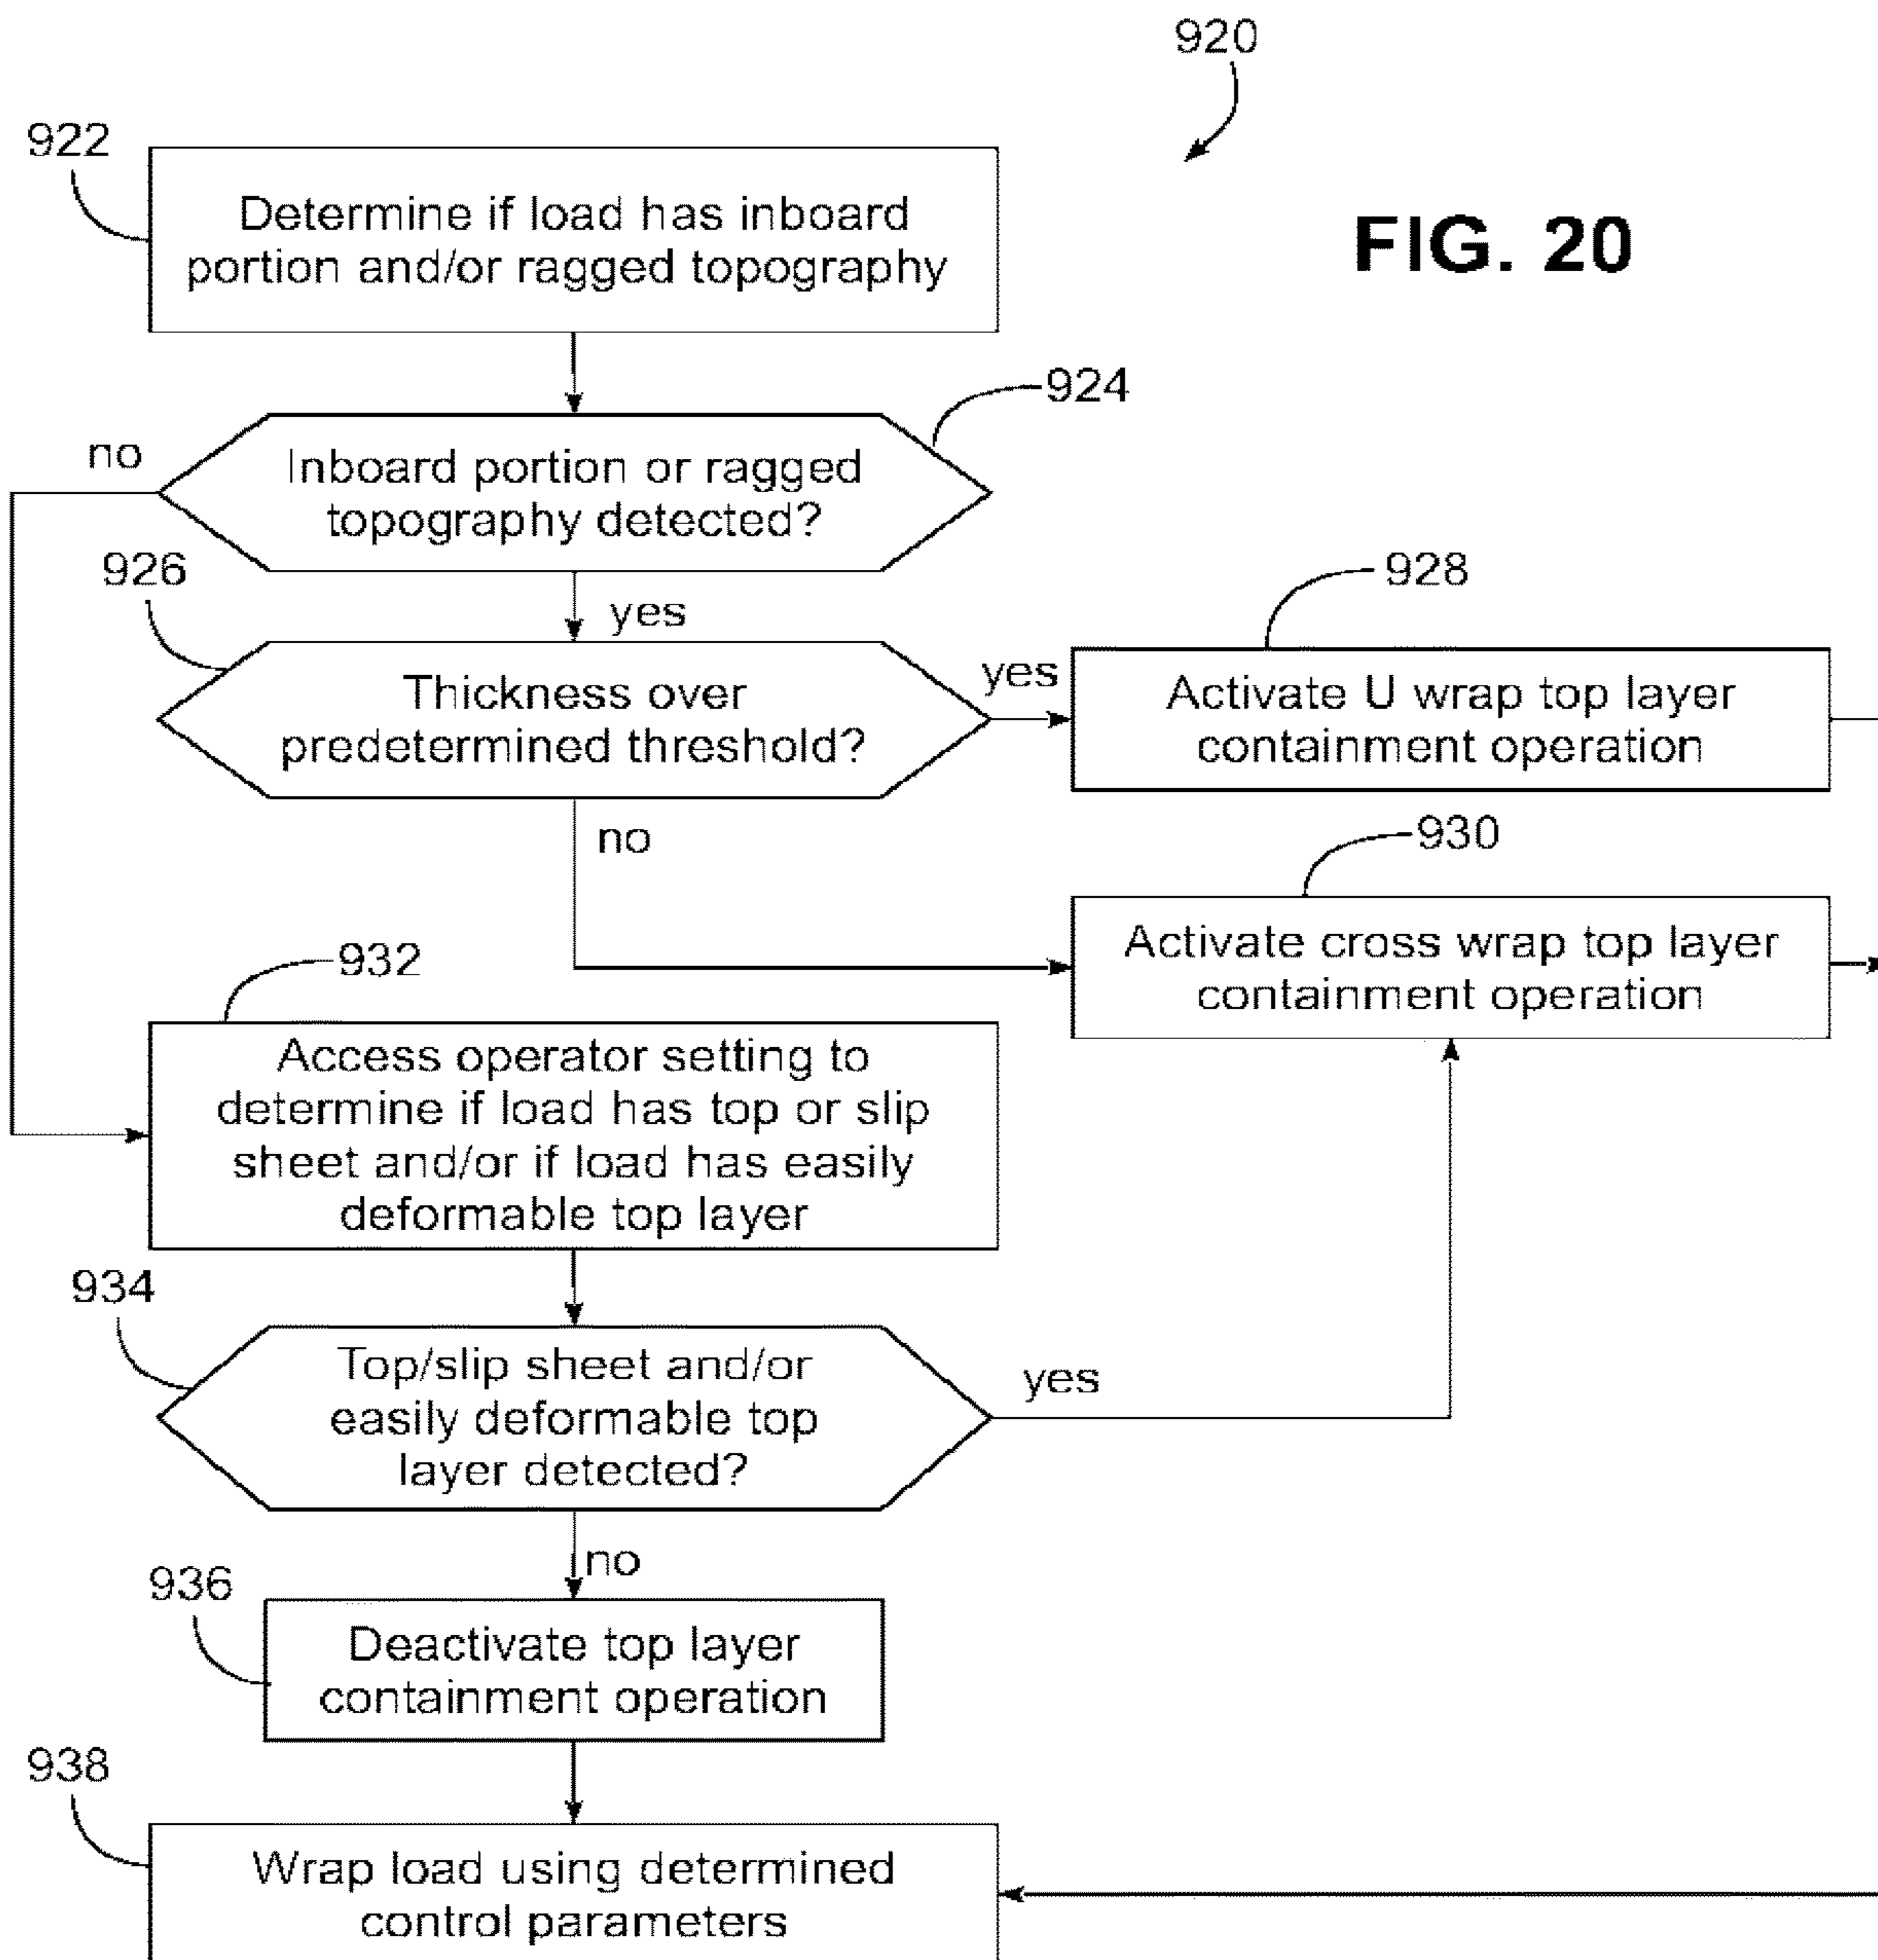 920
FIG. 20
922
Determine if load has inboard
portion and/or ragged topography
924
no
Inboard portion or ragged
topography detected?
yes
926
Thickness over
predetermined threshold?
yes
928
Activate U wrap top layer
containment operation
no
930
Activate cross wrap top layer
containment operation
932
Access operator setting to
determine if load has top or slip
sheet and/or if load has easily
deformable top layer
934
Top/slip sheet and/or
easily deformable top
layer detected?
yes
no
936
Deactivate top layer
containment operation
938
Wrap load using determined
control parameters